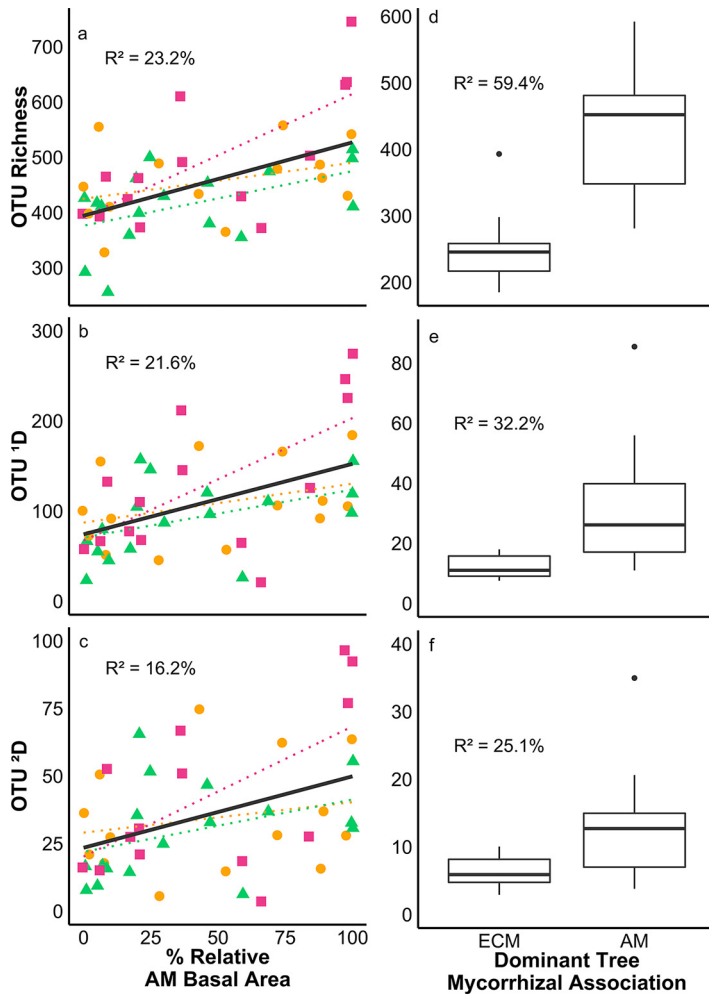 a
R² = 23.2%
700
600
500
400
300
OTU Richness
b
R² = 21.6%
300
200
100
0
OTU ¹D
c
R² = 16.2%
100
75
50
25
0
OTU ²D
0 25 50 75 100
% Relative
AM Basal Area
d
R² = 59.4%
600
500
400
300
200
e
R² = 32.2%
80
60
40
20
0
f
R² = 25.1%
40
30
20
10
0
ECM AM
Dominant Tree
Mycorrhizal Association